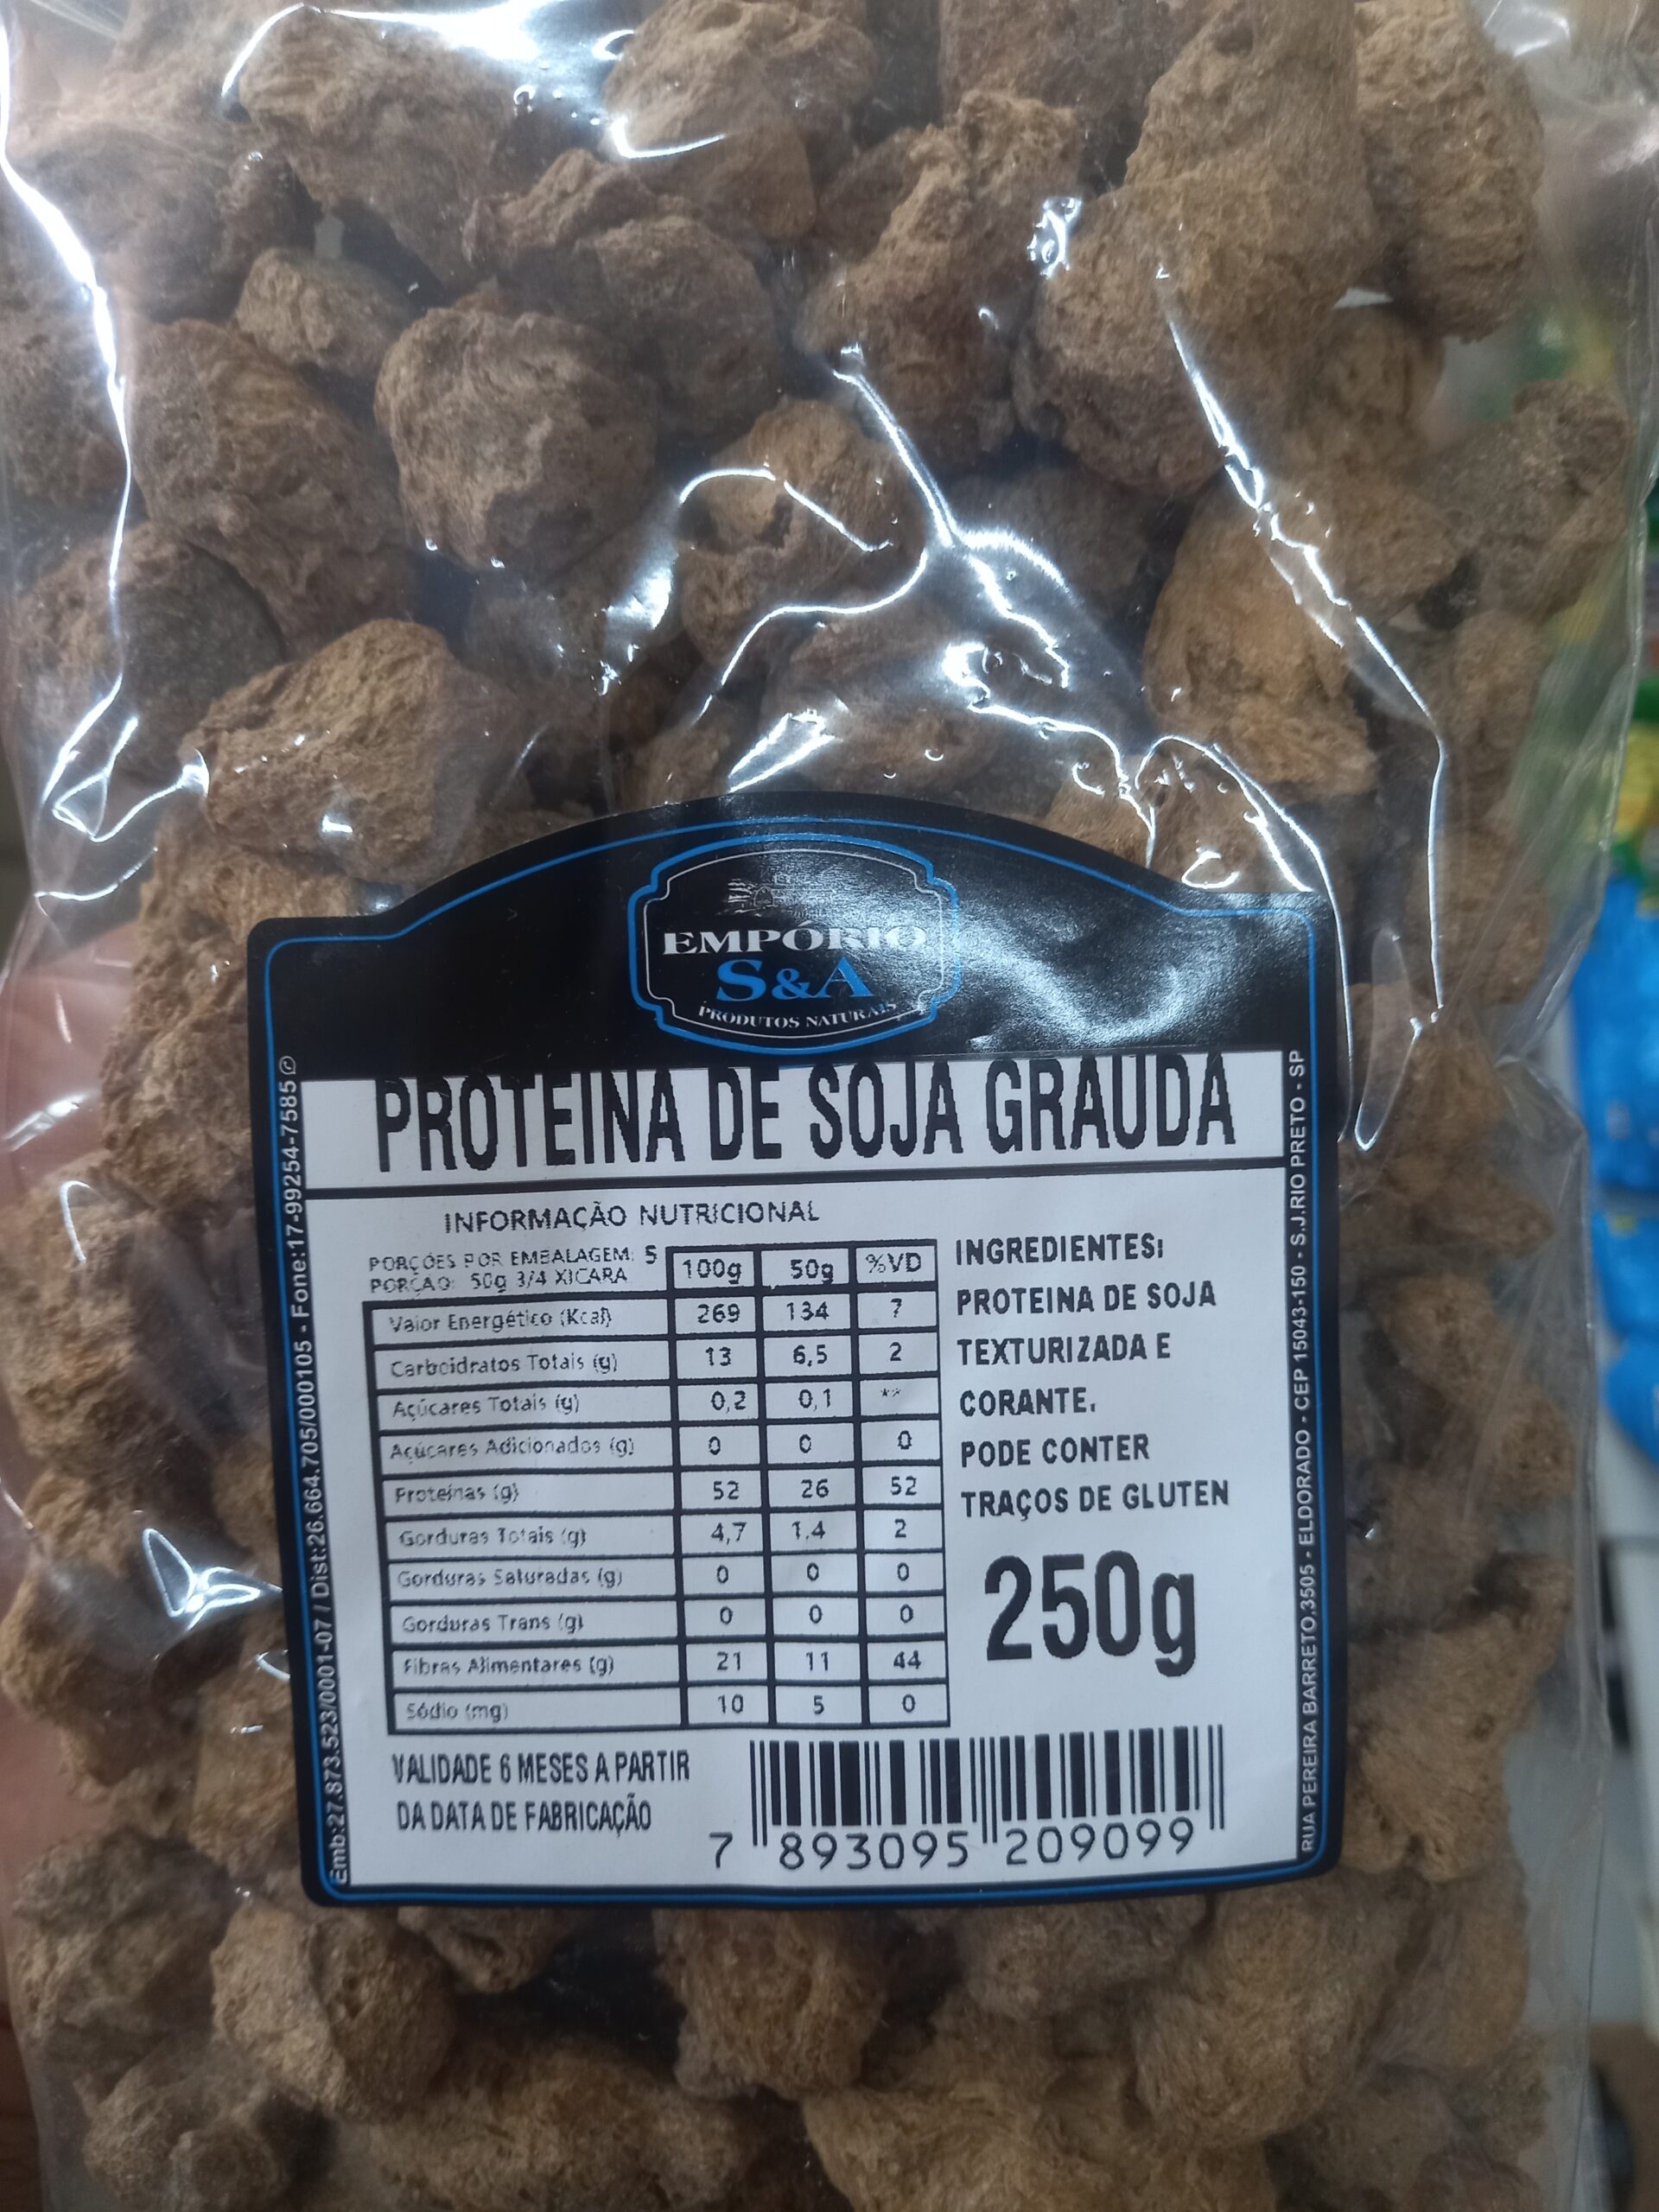 EMPÓRIO
S&A
PRODUTOS NATURAIS
PROTEINA DE SOJA GRAUDA
INFORMAÇÃO NUTRICIONAL
PORÇÕES POR EMBALAGEM: 5
PORÇÃO: 50g 3/4 XICARA
100g 50g %VD
Valor Energético (Kcal) 269 134 7
Carboidratos Totais (g) 13 6,5 2
Açúcares Totais (g) 0,2 0,1 **
Açúcares Adicionados (g) 0 0 0
Proteínas (g) 52 26 52
Gorduras Totais (g) 4,7 1,4 2
Gorduras Saturadas (g) 0 0 0
Gorduras Trans (g) 0 0 0
Fibras Alimentares (g) 21 11 44
Sódio (mg) 10 5 0
INGREDIENTES:
PROTEINA DE SOJA
TEXTURIZADA E
CORANTE.
PODE CONTER
TRAÇOS DE GLUTEN
250g
VALIDADE 6 MESES A PARTIR
DA DATA DE FABRICAÇÃO
7 893095 209099
Emb:27.873.523/0001-07 / Dist:26.664.705/000105 - Fone:17-99254-7585
RUA PEREIRA BARRETO,3505 - ELDORADO - CEP 15043-150 - S.J.RIO PRETO - SP